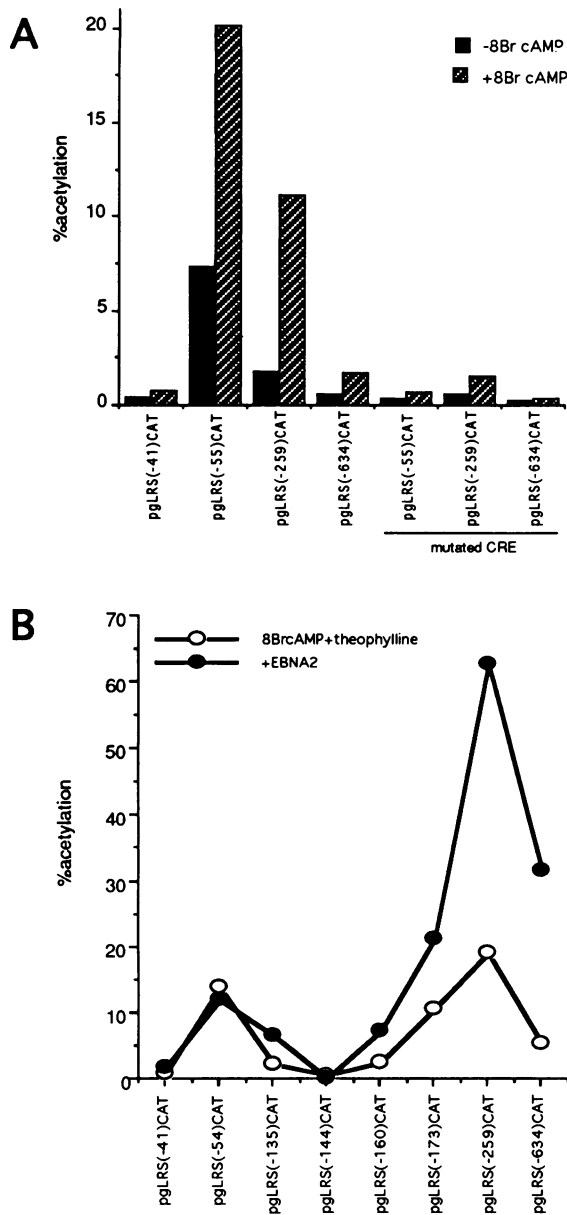 A
20
15
10
5
0
%acetylation
-8Br cAMP
+8Br cAMP
pgLRS(-41)CAT
pgLRS(-55)CAT
pgLRS(-259)CAT
pgLRS(-634)CAT
pgLRS(-55)CAT
pgLRS(-259)CAT
pgLRS(-634)CAT
mutated CRE
B
70
60
50
40
30
20
10
0
%acetylation
8BrcAMP+theophylline
+EBNA2
pgLRS(-41)CAT
pgLRS(-54)CAT
pgLRS(-135)CAT
pgLRS(-144)CAT
pgLRS(-160)CAT
pgLRS(-173)CAT
pgLRS(-259)CAT
pgLRS(-634)CAT